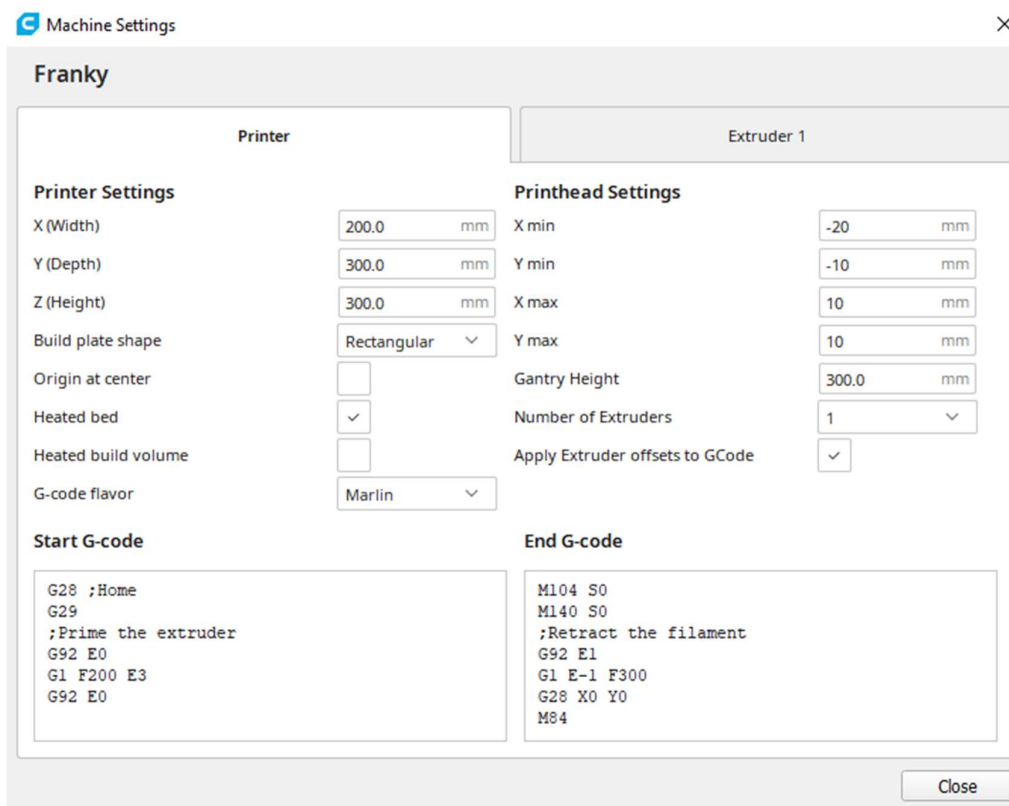 Machine Settings
Franky
Printer
Extruder 1
Printer Settings
X (Width)
200.0 mm
Y (Depth)
300.0 mm
Z (Height)
300.0 mm
Build plate shape
Rectangular
Origin at center
Heated bed
Heated build volume
G-code flavor
Marlin
Printhead Settings
X min
-20 mm
Y min
-10 mm
X max
10 mm
Y max
10 mm
Gantry Height
300.0 mm
Number of Extruders
1
Apply Extruder offsets to GCode
Start G-code
G28 ;Home
G29
;Prime the extruder
G92 E0
G1 F200 E3
G92 E0
End G-code
M104 S0
M140 S0
;Retract the filament
G92 E1
G1 E-1 F300
G28 X0 Y0
M84
Close